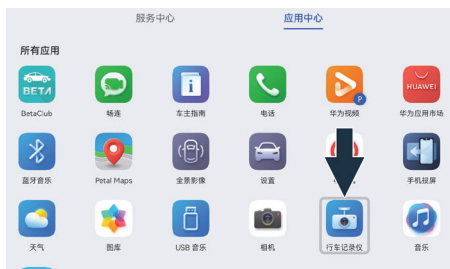 服务中心 应用中心
所有应用
BETA HUAWEI
P
BetaClub 畅连 车主指南 电话 华为视频 华为应用市场
蓝牙音乐 Petal Maps 全景影像 设置 手机投屏
天气 图库 USB 音乐 相机 行车记录仪 音乐